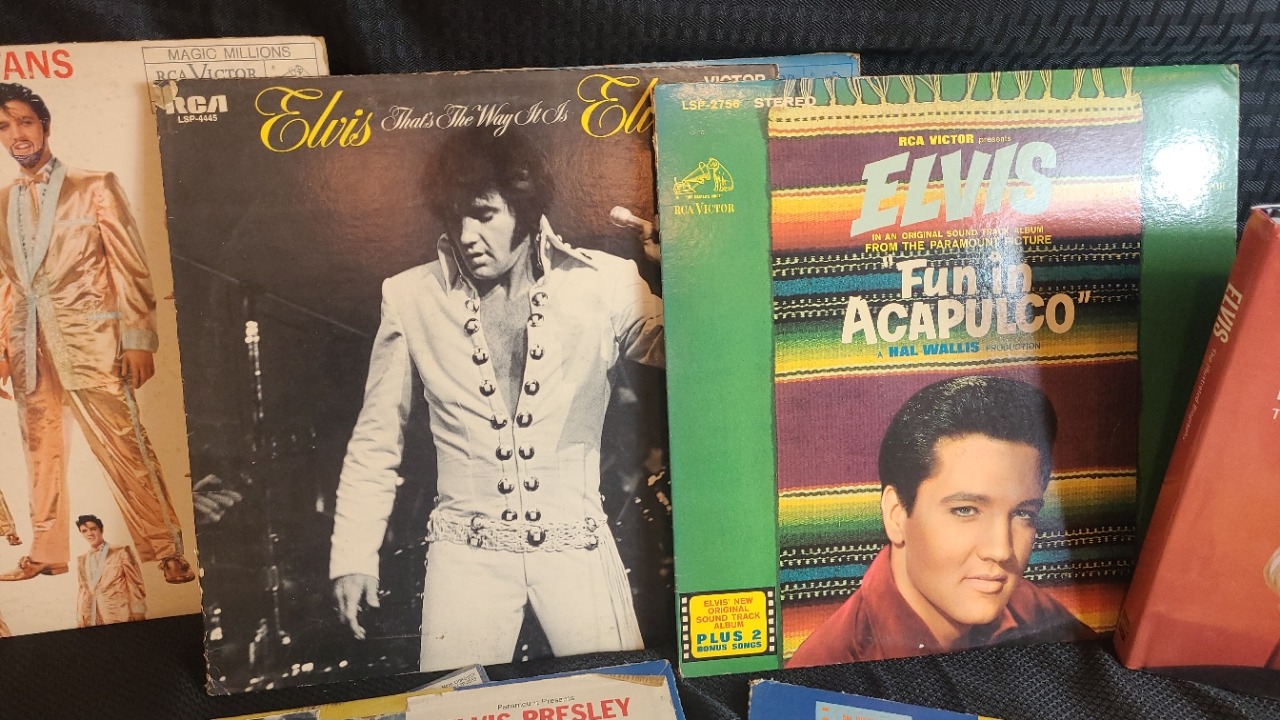 ANS
MAGIC MILLIONS
RCA VICTOR
RCA
LSP-4445
Elvis That's The Way It Is Elv
VICTOR
LSP-2756 STEREO
RCA VICTOR
RCA VICTOR presents
ELVIS
IN AN ORIGINAL SOUND TRACK ALBUM
FROM THE PARAMOUNT PICTURE
"Fun in
ACAPULCO"
A HAL WALLIS PRODUCTION
ELVIS' NEW
ORIGINAL
SOUND TRACK
ALBUM
PLUS 2
BONUS SONGS
ELVIS
Paramount Presents
LVIS PRESLEY